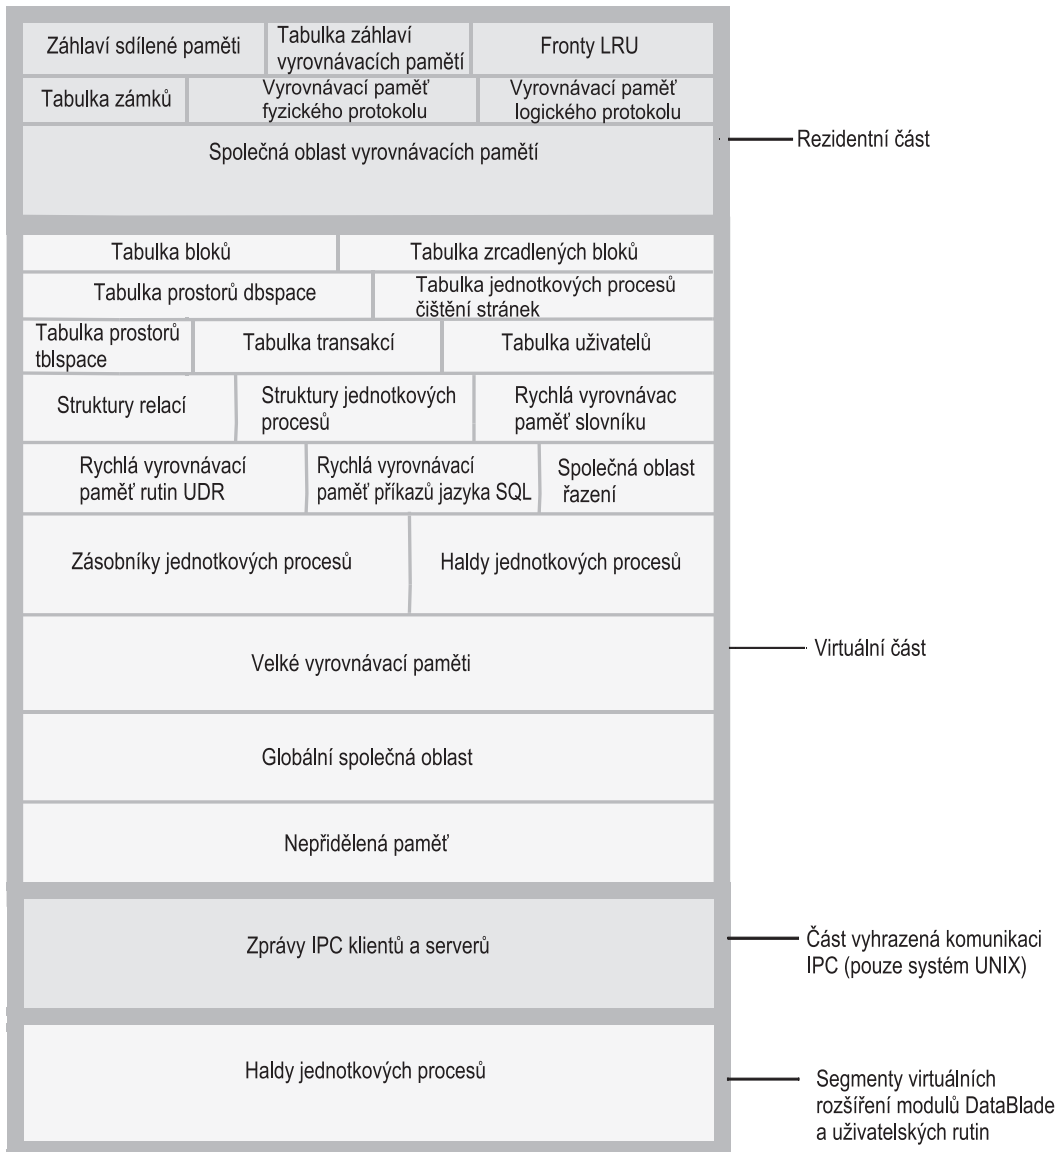 Záhlaví sdílené paměti
Tabulka záhlaví
vyrovnávacích pamětí
Fronty LRU
Tabulka zámků
Vyrovnávací paměť
fyzického protokolu
Vyrovnávací paměť
logického protokolu
Společná oblast vyrovnávacích pamětí
Rezidentní část
Tabulka bloků
Tabulka zrcadlených bloků
Tabulka prostorů dbspace
Tabulka jednotkových procesů
čištění stránek
Tabulka prostorů
tblspace
Tabulka transakcí
Tabulka uživatelů
Struktury relací
Struktury jednotkových
procesů
Rychlá vyrovnávac
paměť slovníku
Rychlá vyrovnávací
paměť rutin UDR
Rychlá vyrovnávací
paměť příkazů jazyka SQL
Společná oblast
řazení
Zásobníky jednotkových procesů
Haldy jednotkových procesů
Velké vyrovnávací paměti
Virtuální část
Globální společná oblast
Nepřidělená paměť
Zprávy IPC klientů a serverů
Část vyhrazená komunikaci
IPC (pouze systém UNIX)
Haldy jednotkových procesů
Segmenty virtuálních
rozšíření modulů DataBlade
a uživatelských rutin